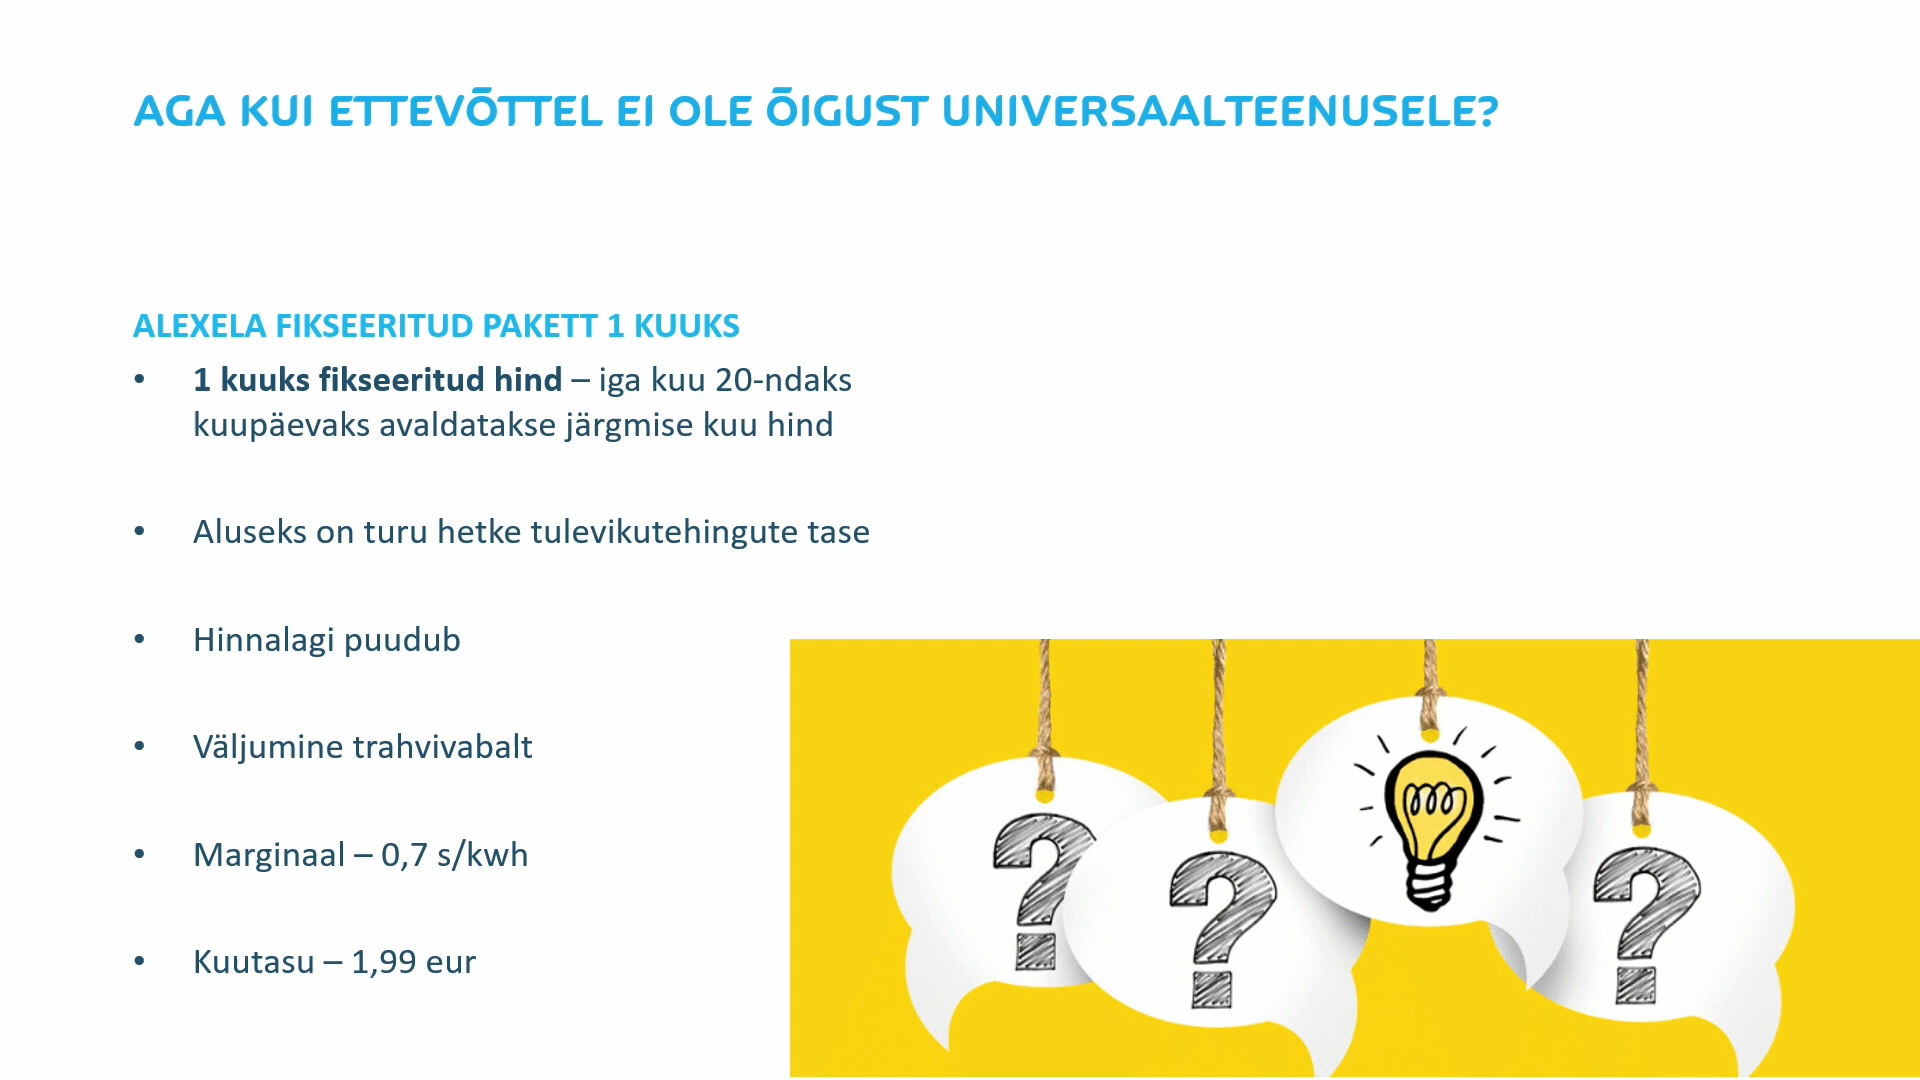 AGA KUI ETTEVÕTTEL EI OLE ÕIGUST UNIVERSAALTEENUSELE?
ALEXELA FIKSEERITUD PAKETT 1 KUUKS
• 1 kuuks fikseeritud hind – iga kuu 20-ndaks
kuupäevaks avaldatakse järgmise kuu hind
• Aluseks on turu hetke tulevikutehingute tase
• Hinnalagi puudub
• Väljumine trahvivabalt
• Marginaal – 0,7 s/kwh
• Kuutasu – 1,99 eur
? ? ?